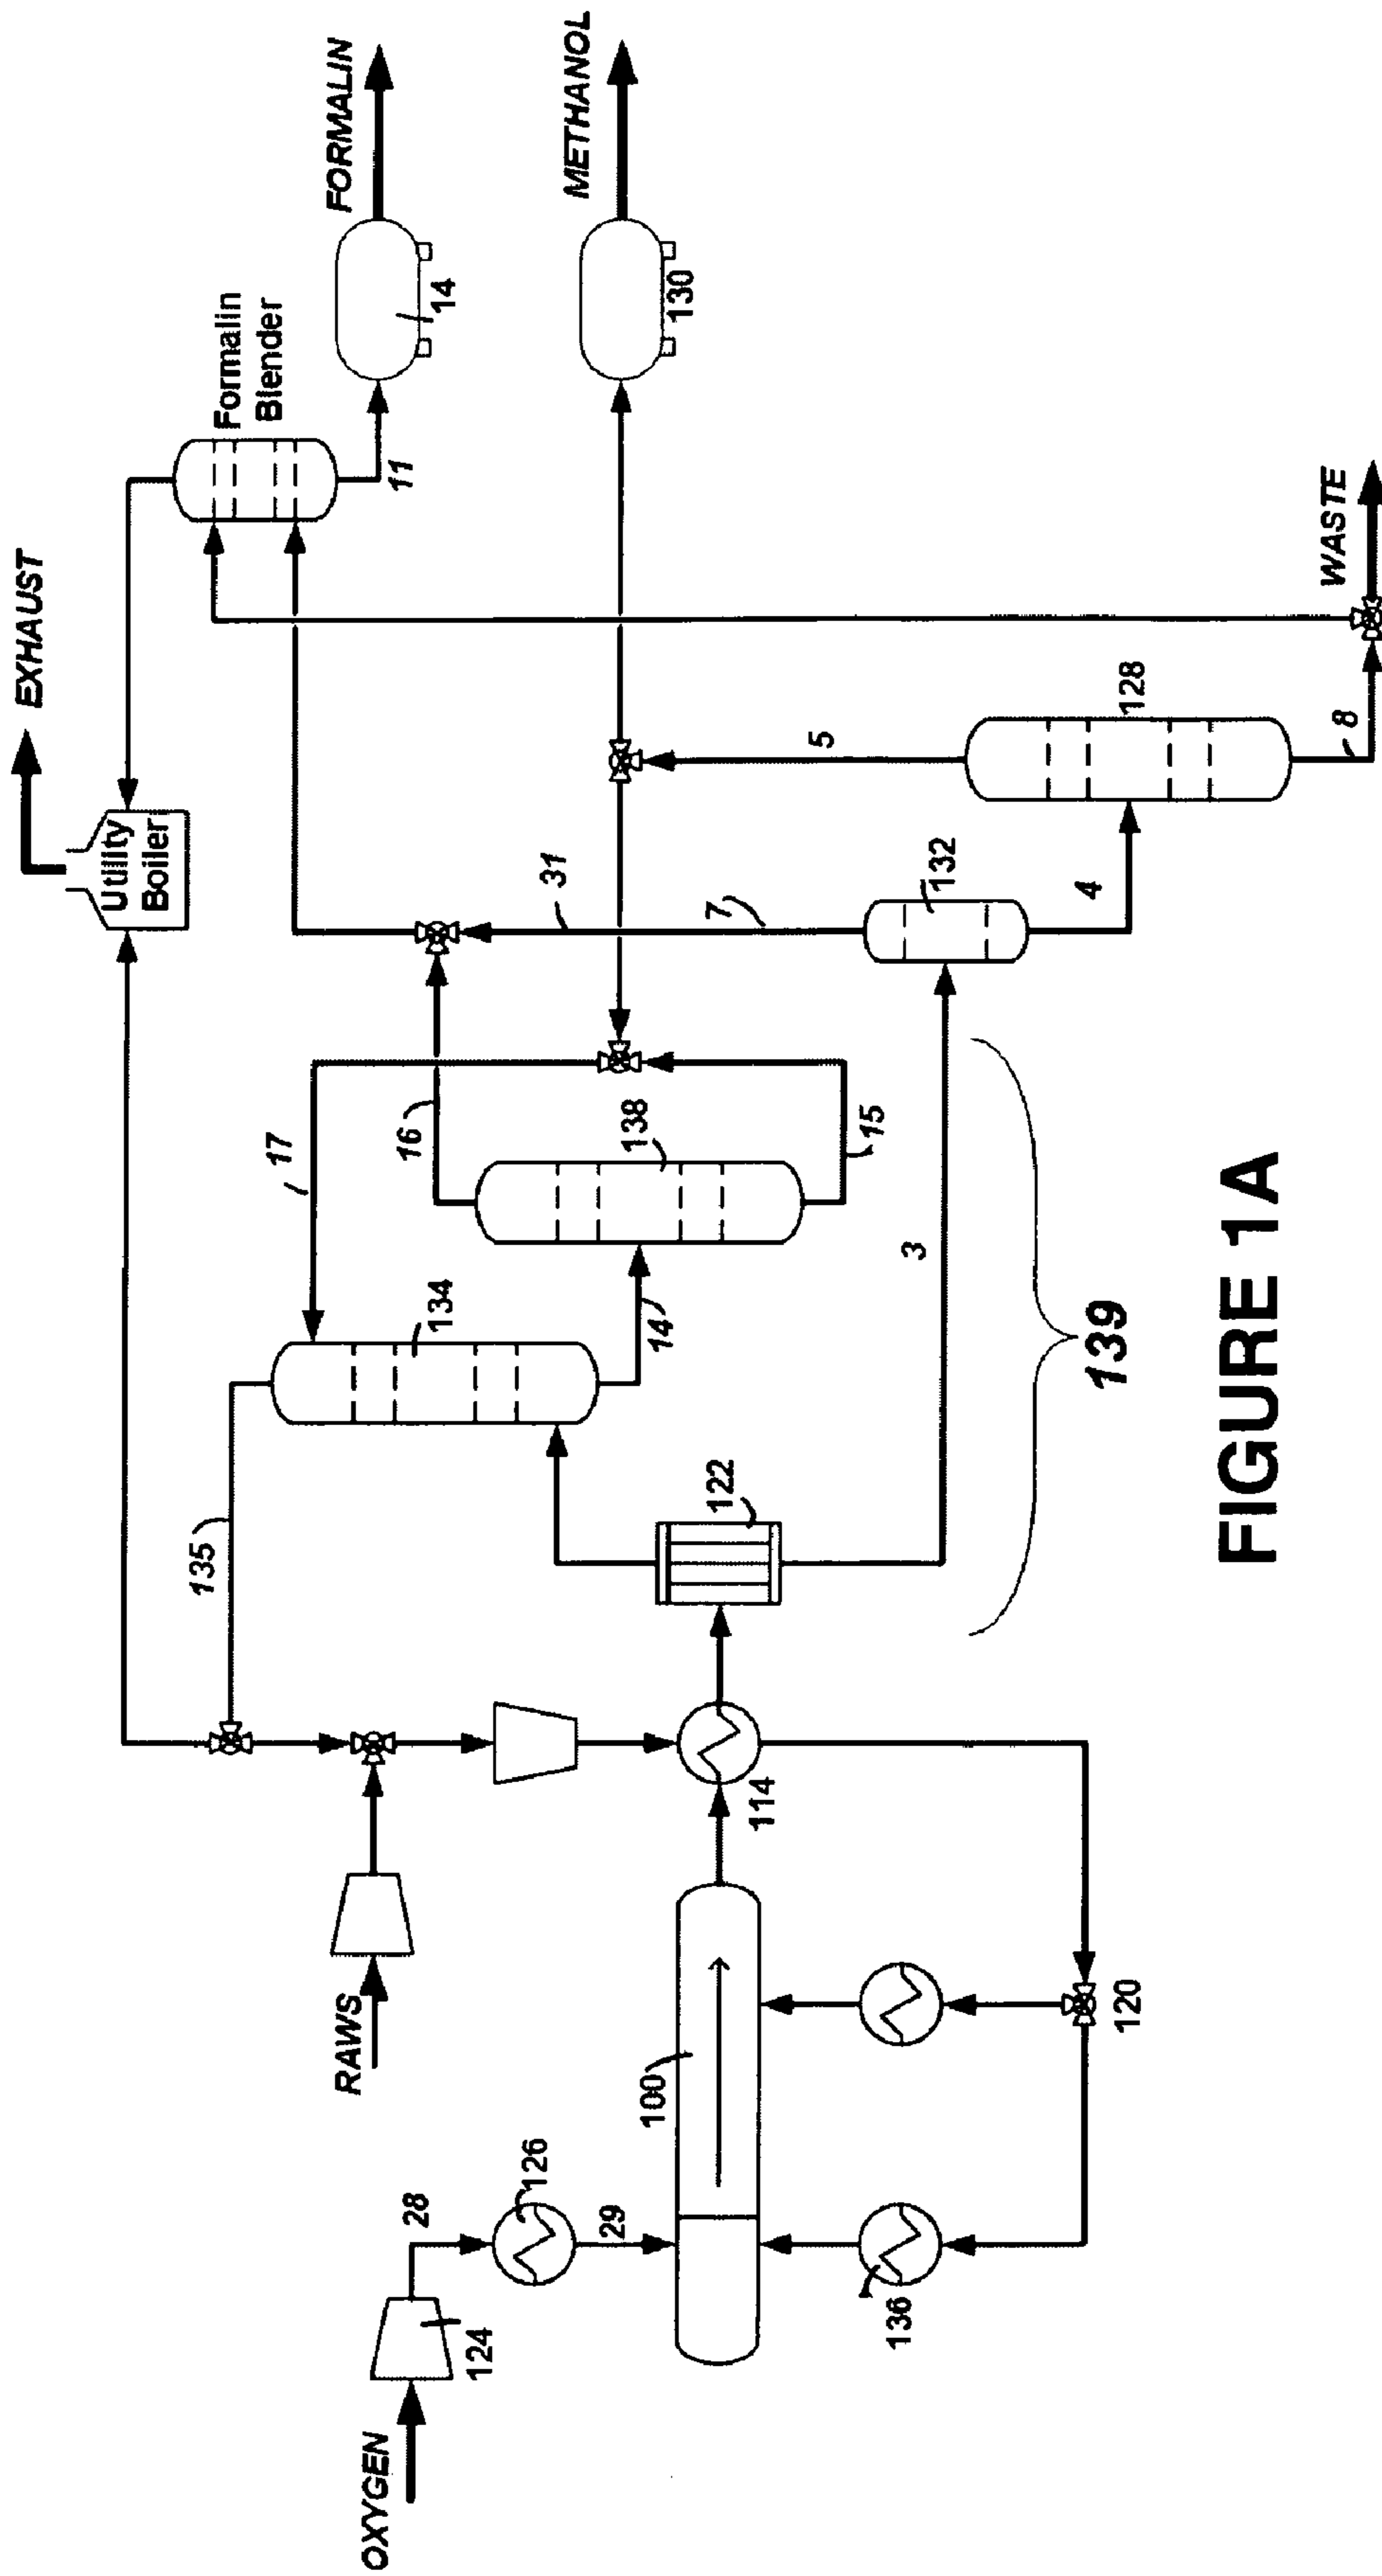 EXHAUST
Utility
Boiler
Formalin
Blender
FORMALIN
14
11
METHANOL
130
135
17
16
31
7
5
134
138
132
128
14
15
4
8
WASTE
RAWS
122
3
114
139
OXYGEN
124
28
126
29
100
136
120
FIGURE 1A